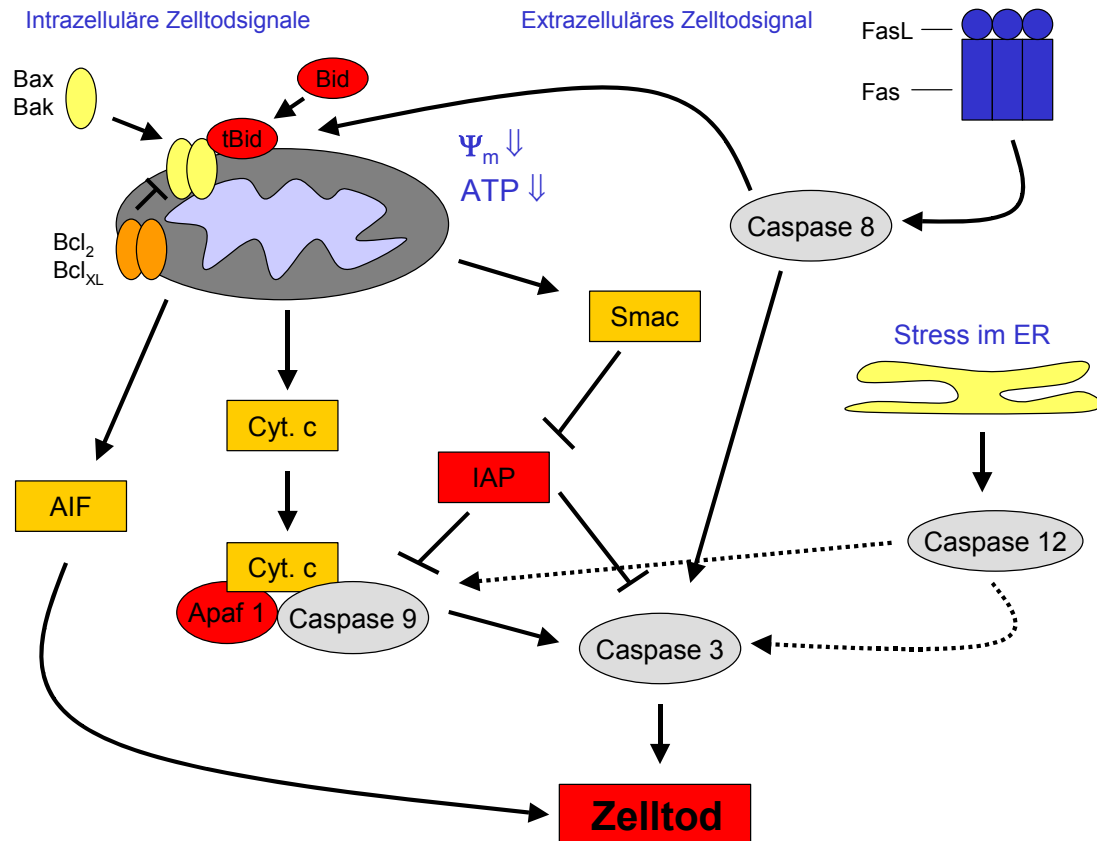 Intrazelluläre Zelltodsignale
Extrazelluläres Zelltodsignal
FasL
Fas
Bax
Bak
Bid
tBid
Ψm ⇓
ATP ⇓
Caspase 8
Bcl2
BclXL
Smac
Stress im ER
Cyt. c
IAP
AIF
Caspase 12
Cyt. c
Apaf 1
Caspase 9
Caspase 3
Zelltod